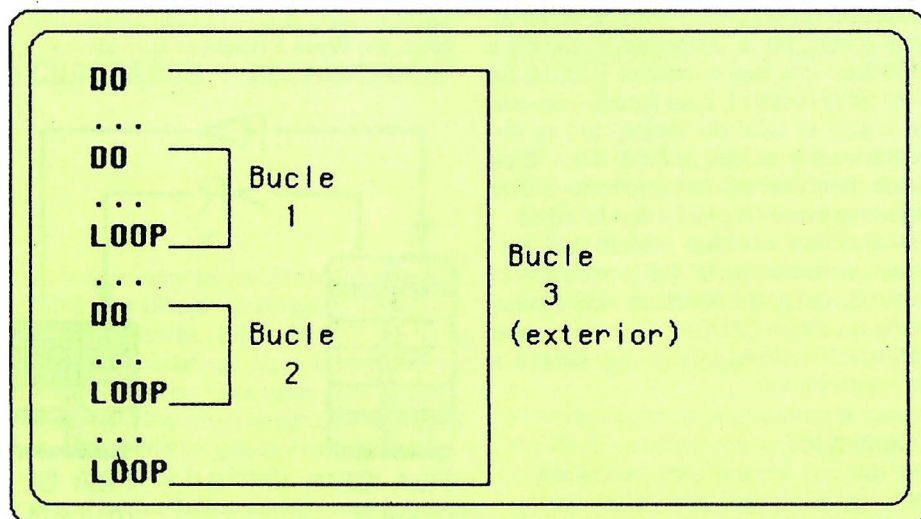 DO
...
DO
Bucle
...
1
LOOP
Bucle
...
3
DO
(exterior)
Bucle
...
2
LOOP
...
LOOP